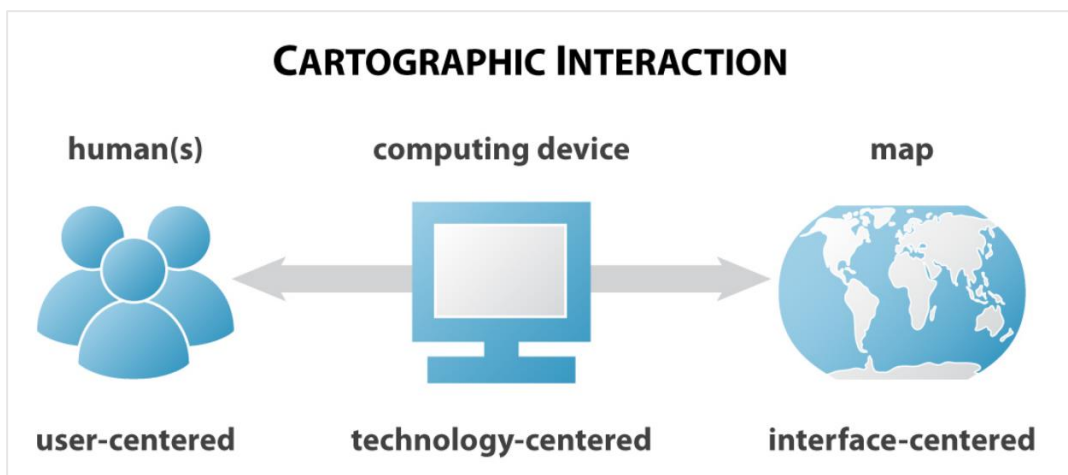 CARTOGRAPHIC INTERACTION
human(s) computing device map
user-centered technology-centered interface-centered